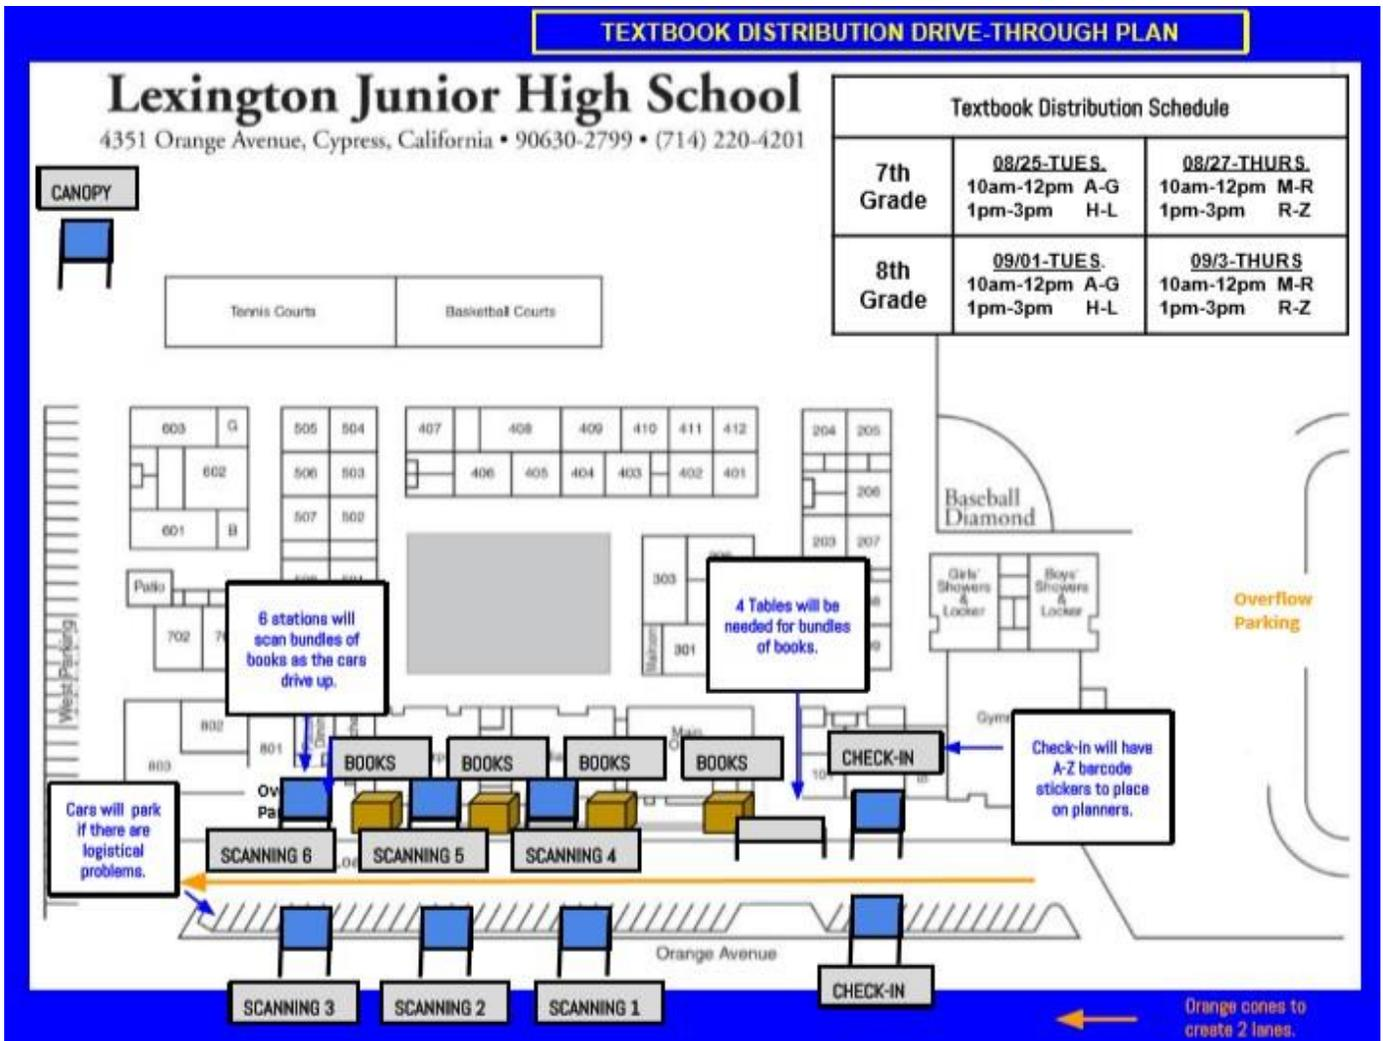 TEXTBOOK DISTRIBUTION DRIVE-THROUGH PLAN
Lexington Junior High School
4351 Orange Avenue, Cypress, California • 90630-2799 • (714) 220-4201
Textbook Distribution Schedule
7th
Grade
08/25-TUES.
10am-12pm A-G
1pm-3pm H-L
08/27-THURS.
10am-12pm M-R
1pm-3pm R-Z
8th
Grade
09/01-TUES.
10am-12pm A-G
1pm-3pm H-L
09/3-THURS
10am-12pm M-R
1pm-3pm R-Z
CANOPY
Tennis Courts
Basketball Courts
603
G
602
601
B
505
504
506
503
507
502
407
408
409
410
411
412
406
405
404
403
402
401
204
205
206
203
207
Baseball
Diamond
Girls'
Showers
&
Locker
Boys'
Showers
&
Locker
Overflow
Parking
Patio
702
303
301
West Parking
802
801
803
Main
6 stations will
scan bundles of
books as the cars
drive up.
4 Tables will be
needed for bundles
of books.
Check-in will have
A-Z barcode
stickers to place
on planners.
Cars will park
if there are
logistical
problems.
BOOKS
BOOKS
BOOKS
BOOKS
CHECK-IN
SCANNING 6
SCANNING 5
SCANNING 4
Orange Avenue
SCANNING 3
SCANNING 2
SCANNING 1
CHECK-IN
Orange cones to
create 2 lanes.